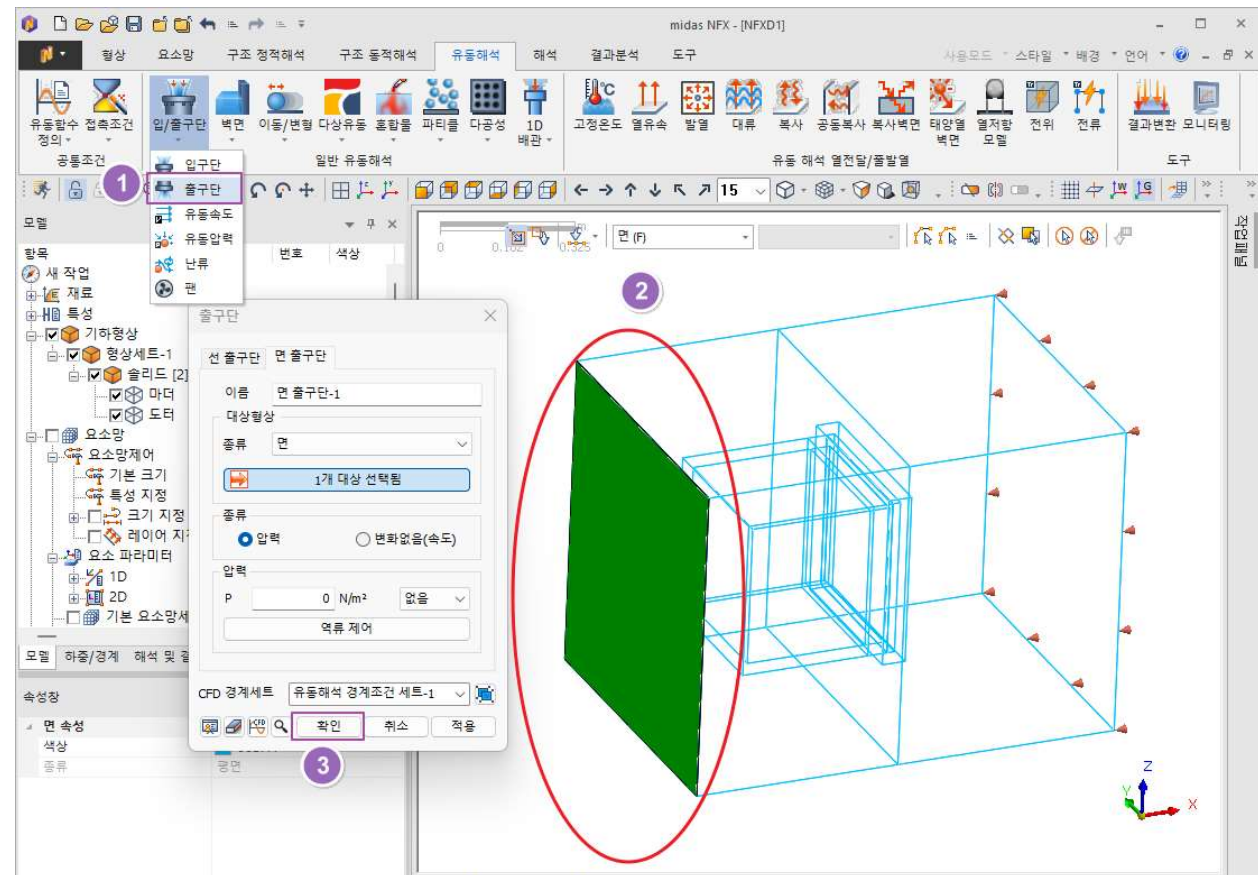 midas NFX - [NFXD1]
형상 요소망 구조 정적해석 구조 동적해석 유동해석 해석 결과분석 도구 사용모드 스타일 배경 언어
유동함수 접촉조건 입/출구단 벽면 이동/변형 다상유동 혼합물 파티클 다공성 1D 고정온도 열유속 발열 대류 복사 공동복사 복사벽면 태양열 열저항 전위 전류 결과변환 모니터링
정의 배관 벽면 모델
공통조건 일반 유동해석 유동 해석 열전달/줄발열 도구
입구단
1 출구단
유동속도
유동압력
난류
팬
15
모델
항목 번호 색상
면 (F)
0 0.102 0.325
새 작업
재료
특성
기하형상
형상세트-1
솔리드 [2]
마더
도터
요소망
요소망제어
기본 크기
특성 지정
크기 지정
레이어 지
요소 파라미터
1D
2D
기본 요소망세
모델 하중/경계 해석 및 결
속성창
면 속성
색상
종류 평면
출구단
선 출구단 면 출구단
이름 면 출구단-1
대상형상
종류 면
1개 대상 선택됨
종류
압력 변화없음(속도)
압력
P 0 N/m² 없음
역류 제어
CFD 경계세트 유동해석 경계조건 세트-1
확인 취소 적용
3
2
Z
Y
X